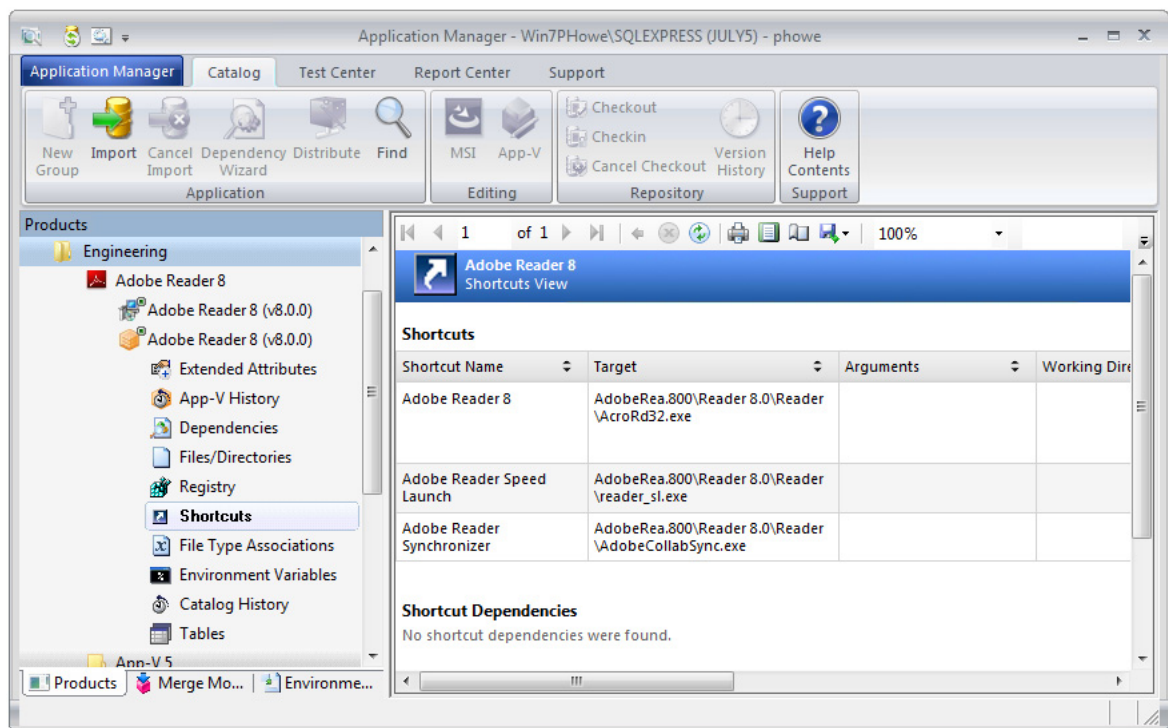 Application Manager - Win7PHowe\SQLEXPRESS (JULY5) - phowe
Application Manager
Catalog
Test Center
Report Center
Support
New Group
Import
Cancel Import
Dependency Wizard
Distribute
Find
MSI
App-V
Checkout
Checkin
Cancel Checkout
Version History
Help Contents
Application
Editing
Repository
Support
Products
Engineering
Adobe Reader 8
Adobe Reader 8 (v8.0.0)
Adobe Reader 8 (v8.0.0)
Extended Attributes
App-V History
Dependencies
Files/Directories
Registry
Shortcuts
File Type Associations
Environment Variables
Catalog History
Tables
App-V 5
Products
Merge Mo...
Environme...
1 of 1
100%
Adobe Reader 8
Shortcuts View
Shortcuts
Shortcut Name Target Arguments Working Dire
Adobe Reader 8 AdobeRea.800\Reader 8.0\Reader
\AcroRd32.exe
Adobe Reader Speed AdobeRea.800\Reader 8.0\Reader
Launch \reader_sl.exe
Adobe Reader AdobeRea.800\Reader 8.0\Reader
Synchronizer \AdobeCollabSync.exe
Shortcut Dependencies
No shortcut dependencies were found.